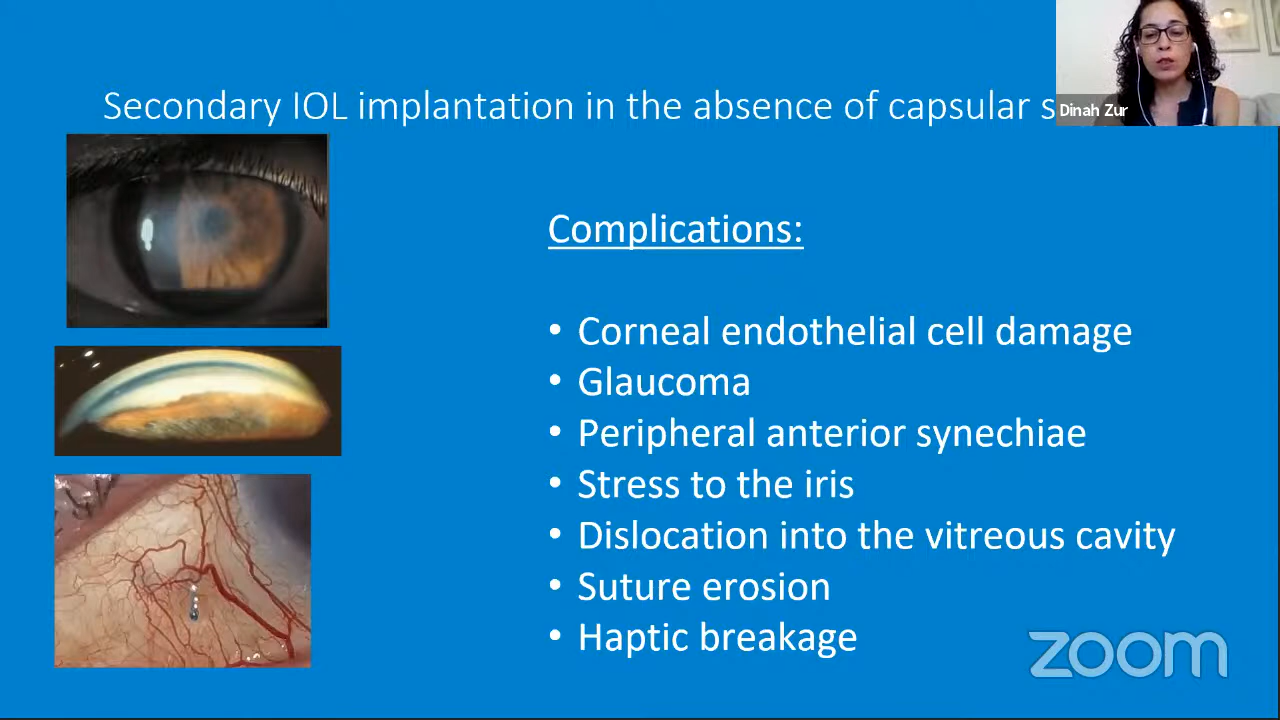 Secondary IOL implantation in the absence of capsular s
Dinah Zur
Complications:
• Corneal endothelial cell damage
• Glaucoma
• Peripheral anterior synechiae
• Stress to the iris
• Dislocation into the vitreous cavity
• Suture erosion
• Haptic breakage
zoom